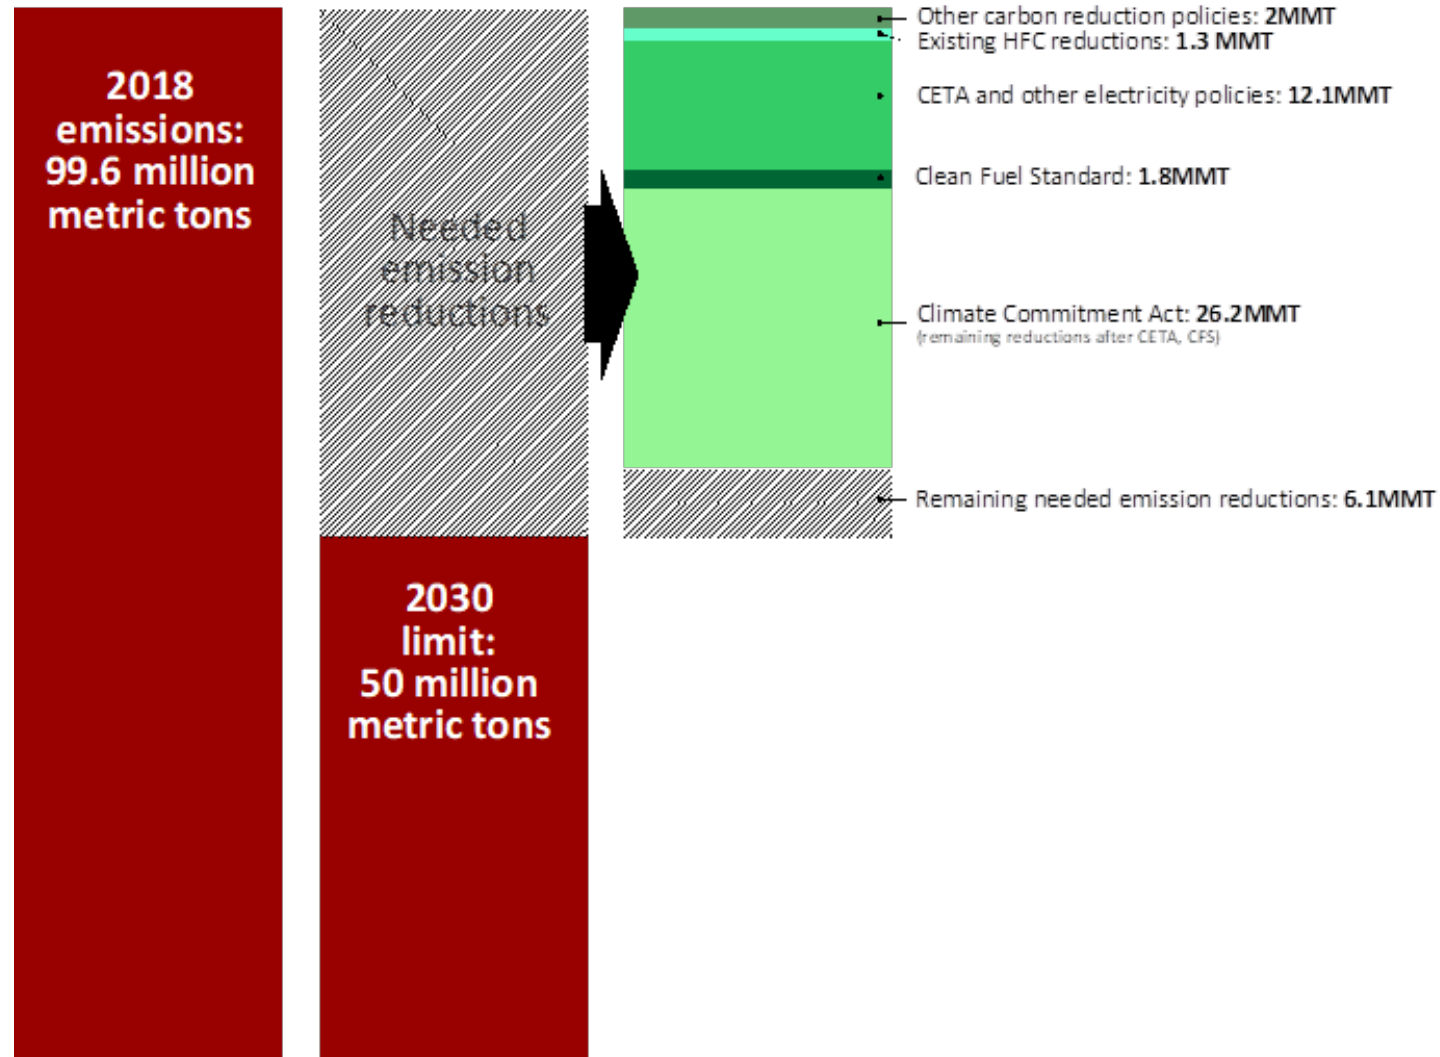 2018
emissions:
99.6 million
metric tons
Needed
emission
reductions
2030
limit:
50 million
metric tons
Other carbon reduction policies: 2MMT
Existing HFC reductions: 1.3 MMT
CETA and other electricity policies: 12.1MMT
Clean Fuel Standard: 1.8MMT
Climate Commitment Act: 26.2MMT
(remaining reductions after CETA, CFS)
Remaining needed emission reductions: 6.1MMT